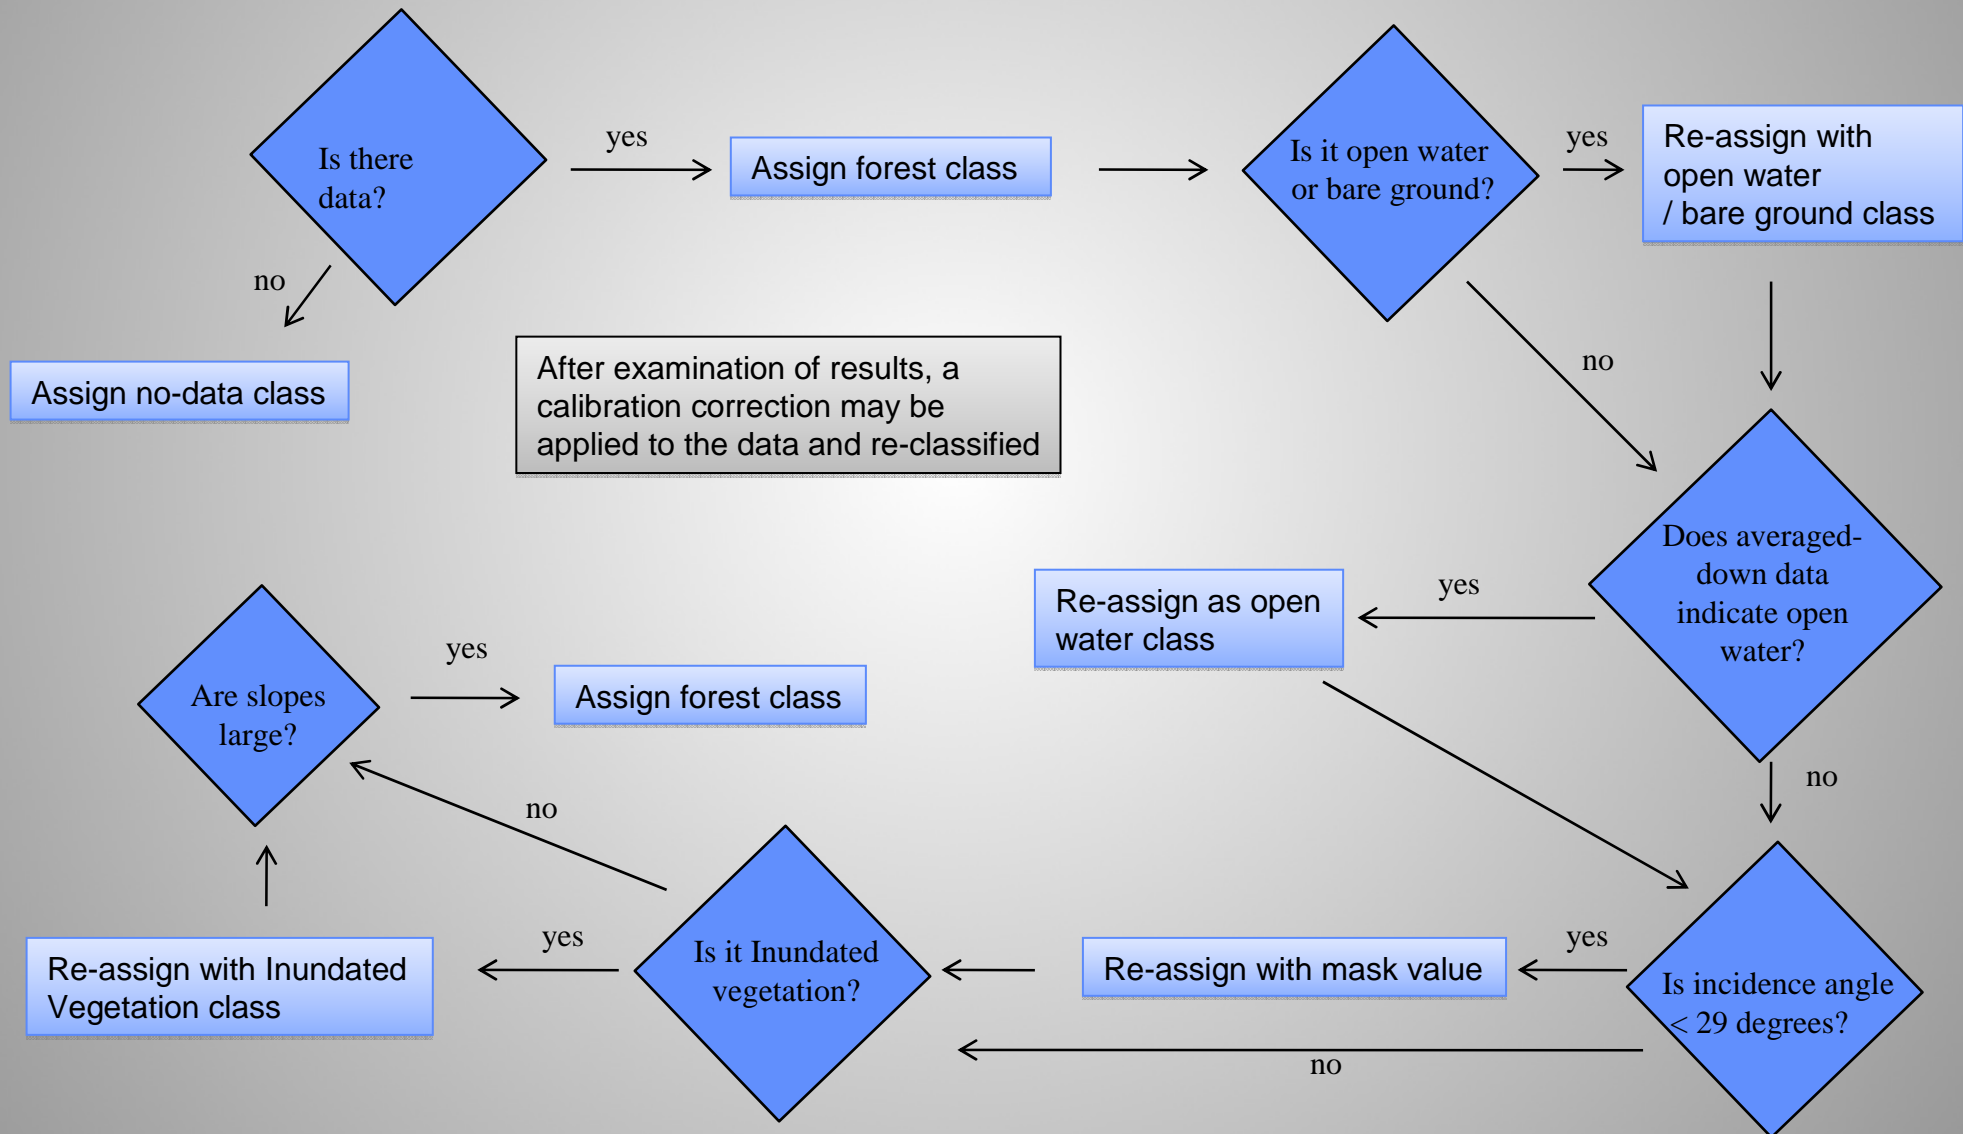 Is there
data?
yes
Assign forest class
Is it open water
or bare ground?
yes
Re-assign with
open water
/ bare ground class
no
Assign no-data class
After examination of results, a
calibration correction may be
applied to the data and re-classified
no
Does averaged-
down data
indicate open
water?
yes
Re-assign as open
water class
no
Is incidence angle
< 29 degrees?
yes
Re-assign with mask value
no
Is it Inundated
vegetation?
yes
Re-assign with Inundated
Vegetation class
no
Are slopes
large?
yes
Assign forest class